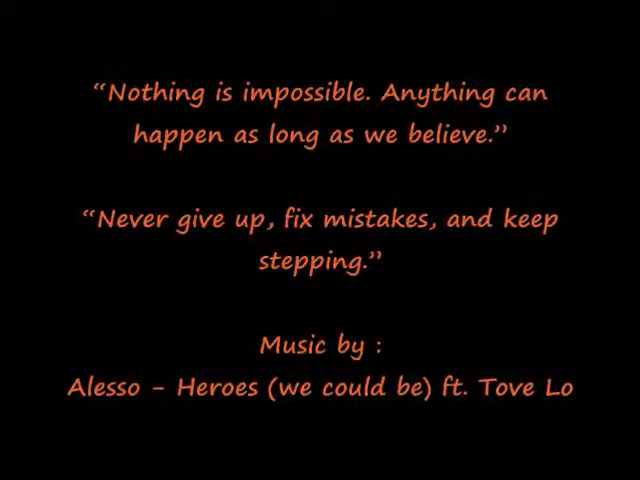 “Nothing is impossible. Anything can
happen as long as we believe.”
“Never give up, fix mistakes, and keep
stepping.”
Music by :
Alesso - Heroes (we could be) ft. Tove Lo